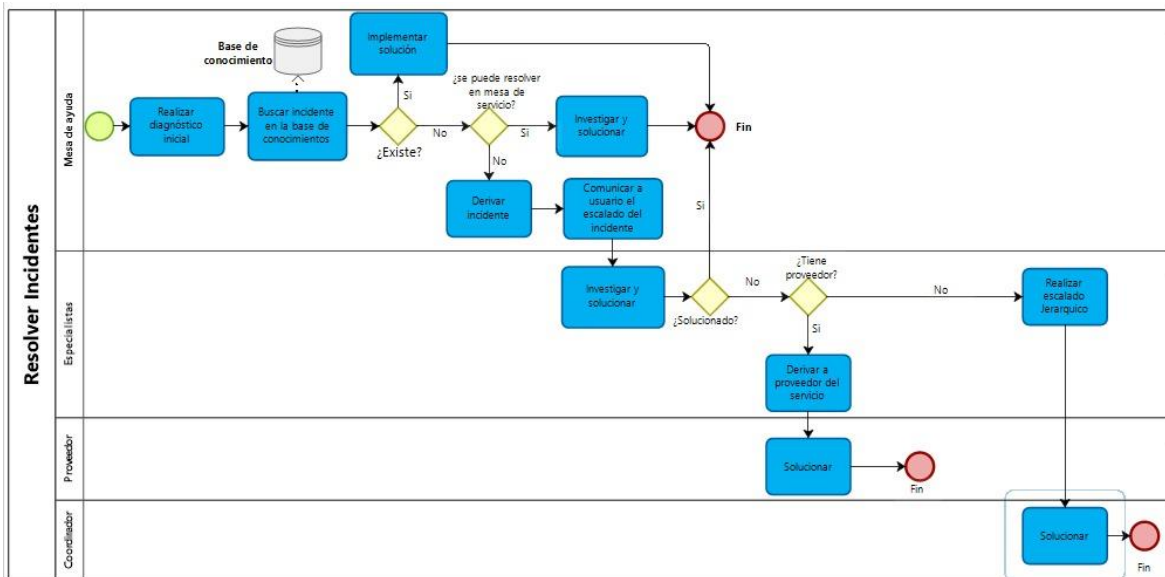 Resolver Incidentes
Mesa de ayuda
Base de
conocimiento
Realizar
diagnóstico
inicial
Buscar incidente
en la base de
conocimientos
¿Existe?
Si
Implementar
solución
No
¿se puede resolver
en mesa de
servicio?
Si
Investigar y
solucionar
Fin
No
Derivar
incidente
Comunicar a
usuario el
escalado del
incidente
Si
Especialistas
Investigar y
solucionar
¿Solucionado?
No
¿Tiene
proveedor?
No
Realizar
escalado
Jerarquico
Si
Derivar a
proveedor del
servicio
Proveedor
Solucionar
Fin
Coordinador
Solucionar
Fin